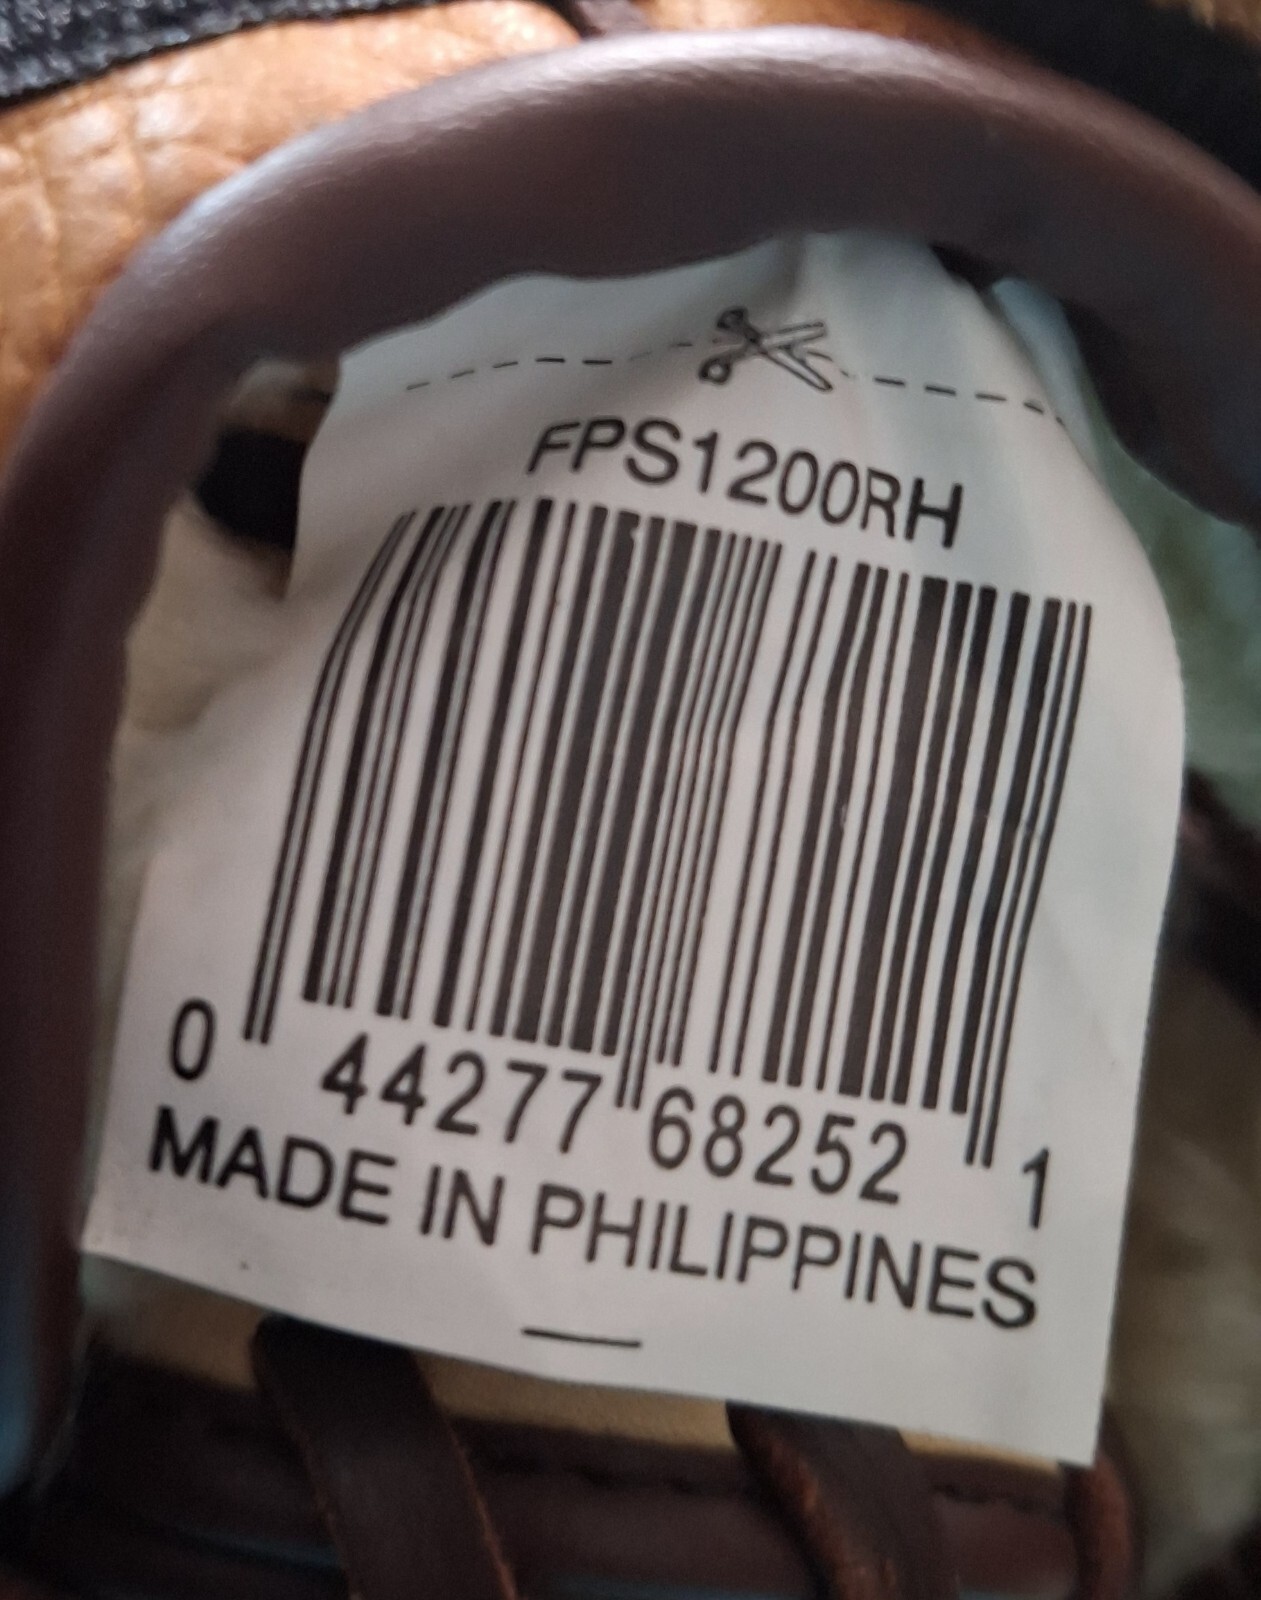 FPS1200RH
0 44277 68252 1
MADE IN PHILIPPINES